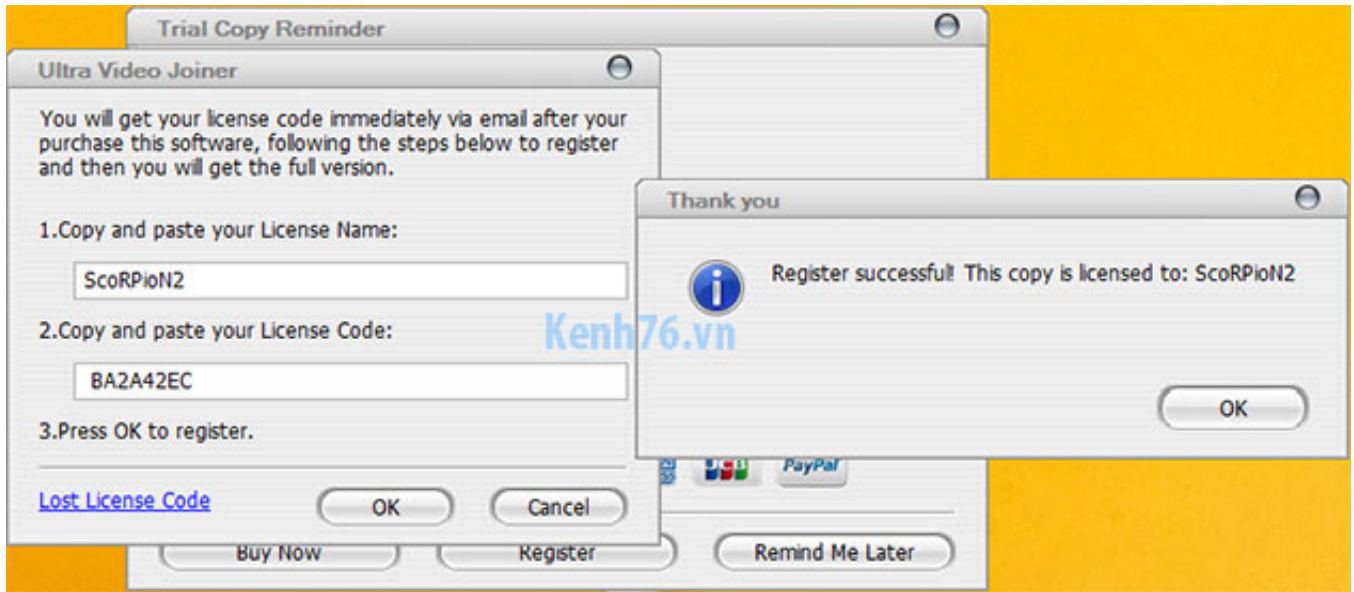 Trial Copy Reminder
Ultra Video Joiner
You will get your license code immediately via email after your
purchase this software, following the steps below to register
and then you will get the full version.
1.Copy and paste your License Name:
ScoRPioN2
2.Copy and paste your License Code:
BA2A42EC
3.Press OK to register.
Lost License Code
OK
Cancel
Thank you
Register successful! This copy is licensed to: ScoRPioN2
OK
Kenh76.vn
JCB
PayPal
Buy Now
Register
Remind Me Later